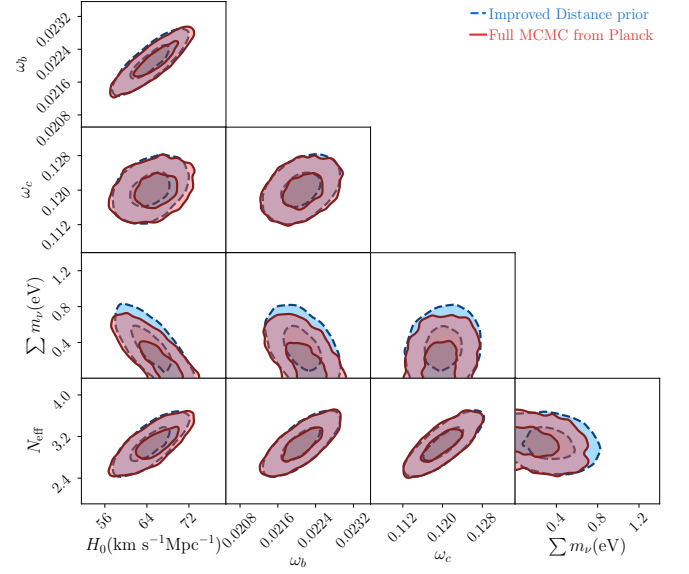 Improved Distance prior
Full MCMC from Planck
ω_b
0.0232
0.0224
0.0216
0.0208
ω_c
0.128
0.120
0.112
∑ m_ν(eV)
1.2
0.8
0.4
N_eff
4.0
3.2
2.4
56 64 72 0.0208 0.0216 0.0224 0.0232 0.112 0.120 0.128 0.4 0.8 1.2
H_0(km s^−1Mpc^−1) ω_b ω_c ∑ m_ν(eV)